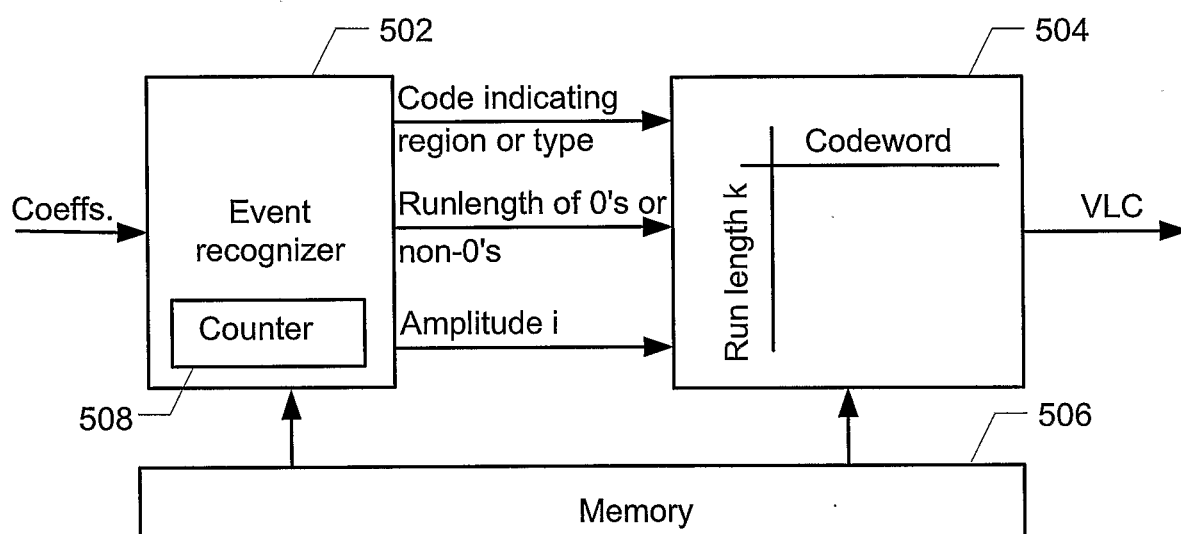 502
504
Code indicating
region or type
Codeword
Coeffs.
Event
recognizer
Runlength of 0's or
non-0's
Run length k
VLC
Counter
Amplitude i
508
506
Memory